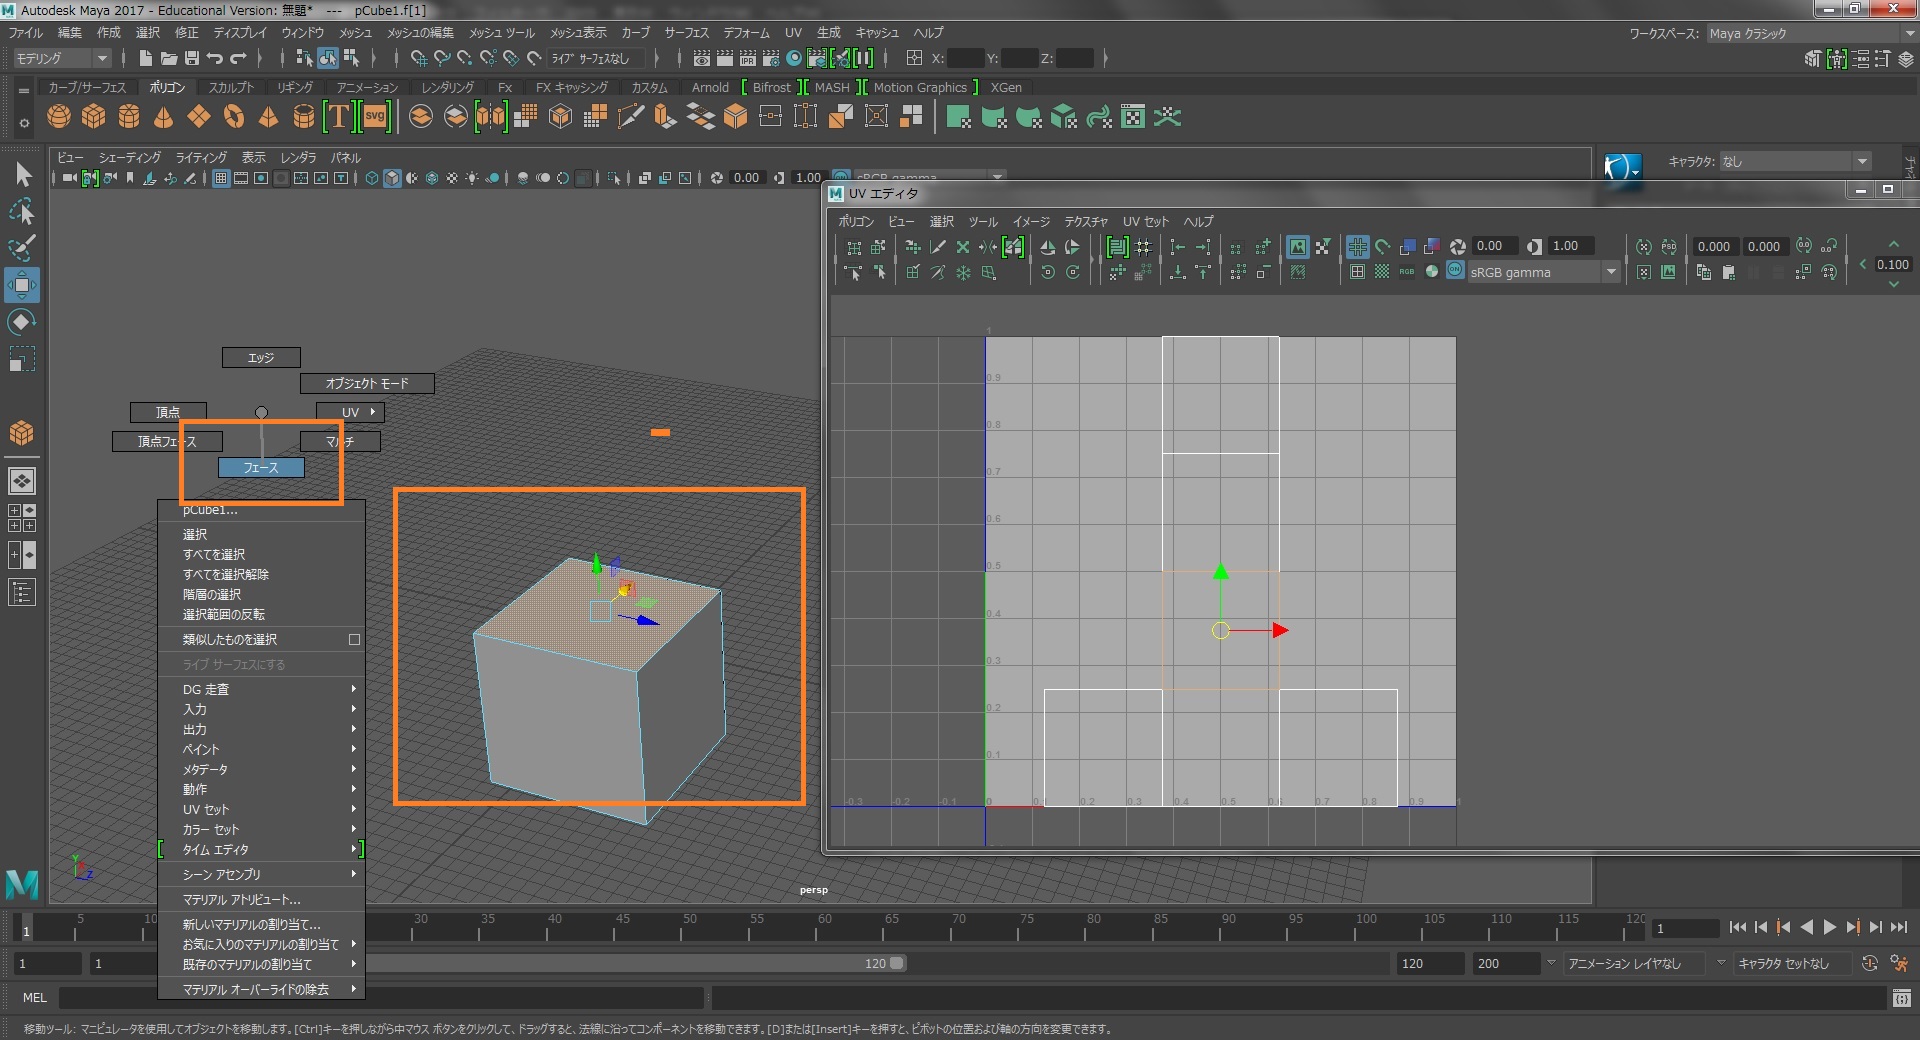 Autodesk Maya 2017 - Educational Version: 無題*   ---   pCube1.f[1]
ファイル 編集 作成 選択 修正 ディスプレイ ウィンドウ メッシュ メッシュの編集 メッシュ ツール メッシュ表示 カーブ サーフェス デフォーム UV 生成 キャッシュ ヘルプ
ワークスペース: Maya クラシック
モデリング
ライブ サーフェスなし
X: Y: Z:
カーブ/サーフェス ポリゴン スカルプト リギング アニメーション レンダリング Fx FX キャッシング カスタム Arnold Bifrost MASH Motion Graphics XGen
T svg
ビュー シェーディング ライティング 表示 レンダラ パネル
キャラクタ: なし
0.00 1.00 sRGB gamma
UV エディタ
ポリゴン ビュー 選択 ツール イメージ テクスチャ UV セット ヘルプ
0.00 1.00
0.000 0.000
RGB ON sRGB gamma
0.100
エッジ
オブジェクト モード
頂点
UV
頂点フェース
マルチ
フェース
pCube1...
選択
すべてを選択
すべてを選択解除
階層の選択
選択範囲の反転
類似したものを選択
ライブ サーフェスにする
DG 走査
入力
出力
ペイント
メタデータ
動作
UV セット
カラー セット
タイム エディタ
シーン アセンブリ
マテリアル アトリビュート...
新しいマテリアルの割り当て...
お気に入りのマテリアルの割り当て
既存のマテリアルの割り当て
マテリアル オーバーライドの除去
1
0.9
0.8
0.7
0.6
0.5
0.4
0.3
0.2
0.1
-0.3 -0.2 -0.1 0 0.1 0.2 0.3 0.4 0.5 0.6 0.7 0.8 0.9 1
Y
Z
persp
1 5 10 30 35 40 45 50 55 60 65 70 75 80 85 90 95 100 105 110 115 120
1
1 1 120 120 200 アニメーション レイヤなし キャラクタ セットなし
MEL
移動ツール: マニピュレータを使用してオブジェクトを移動します。[Ctrl]キーを押しながら中マウス ボタンをクリックして、ドラッグすると、法線に沿ってコンポーネントを移動できます。[D]または[Insert]キーを押すと、ピボットの位置および軸の方向を変更できます。